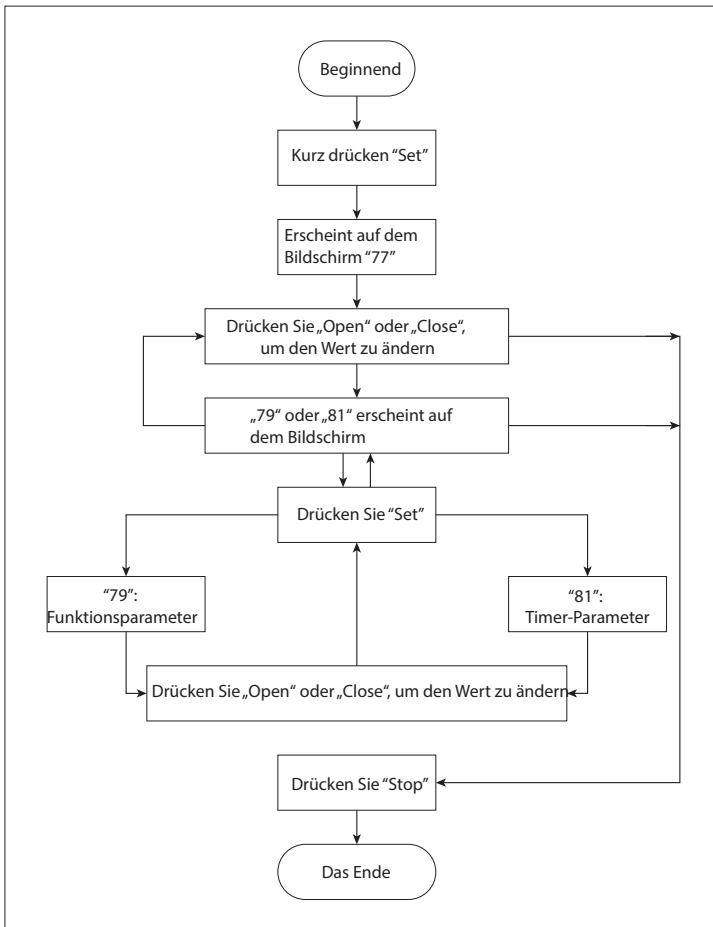 Beginnend
Kurz drücken “Set”
Erscheint auf dem
Bildschirm “77”
Drücken Sie „Open“ oder „Close“,
um den Wert zu ändern
„79“ oder „81“ erscheint auf
dem Bildschirm
Drücken Sie “Set”
“79”:
Funktionsparameter
“81”:
Timer-Parameter
Drücken Sie „Open“ oder „Close“, um den Wert zu ändern
Drücken Sie “Stop”
Das Ende